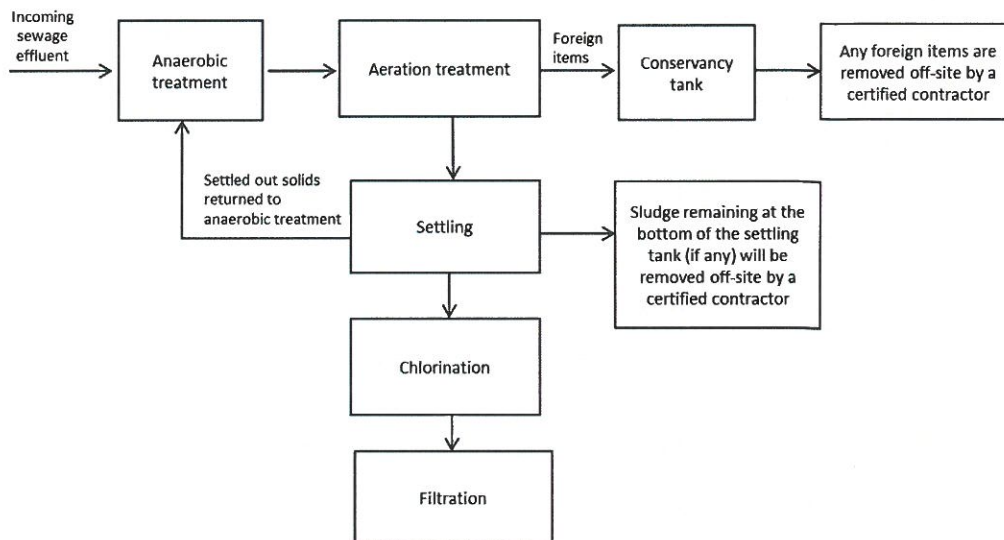 Incoming
sewage
effluent
Anaerobic
treatment
Aeration treatment
Foreign
items
Conservancy
tank
Any foreign items are
removed off-site by a
certified contractor
Settled out solids
returned to
anaerobic treatment
Settling
Sludge remaining at the
bottom of the settling
tank (if any) will be
removed off-site by a
certified contractor
Chlorination
Filtration